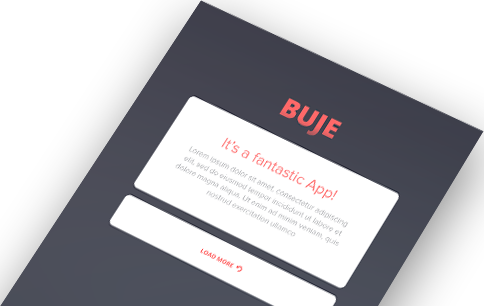 BUJE
It's a fantastic App!
Lorem ipsum dolor sit amet, consectetur adipiscing
elit, sed do eiusmod tempor incididunt ut labore et
dolore magna aliqua. Ut enim ad minim veniam, quis
nostrud exercitation ullamco
LOAD MORE